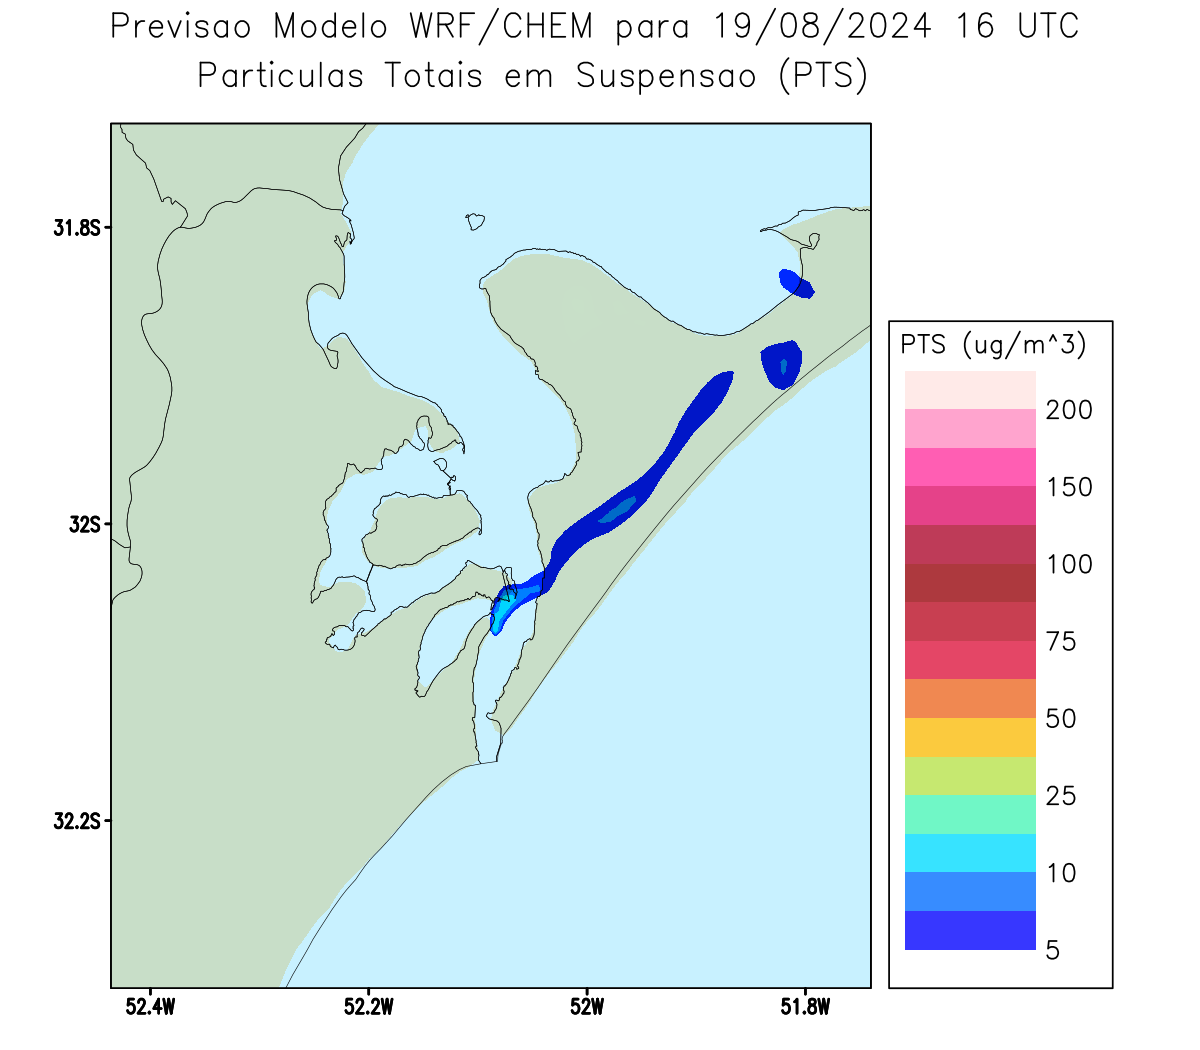 Previsao Modelo WRF/CHEM para 19/08/2024 16 UTC
Particulas Totais em Suspensao (PTS)
31.8S
32S
32.2S
52.4W
52.2W
52W
51.8W
PTS (ug/m^3)
200
150
100
75
50
25
10
5